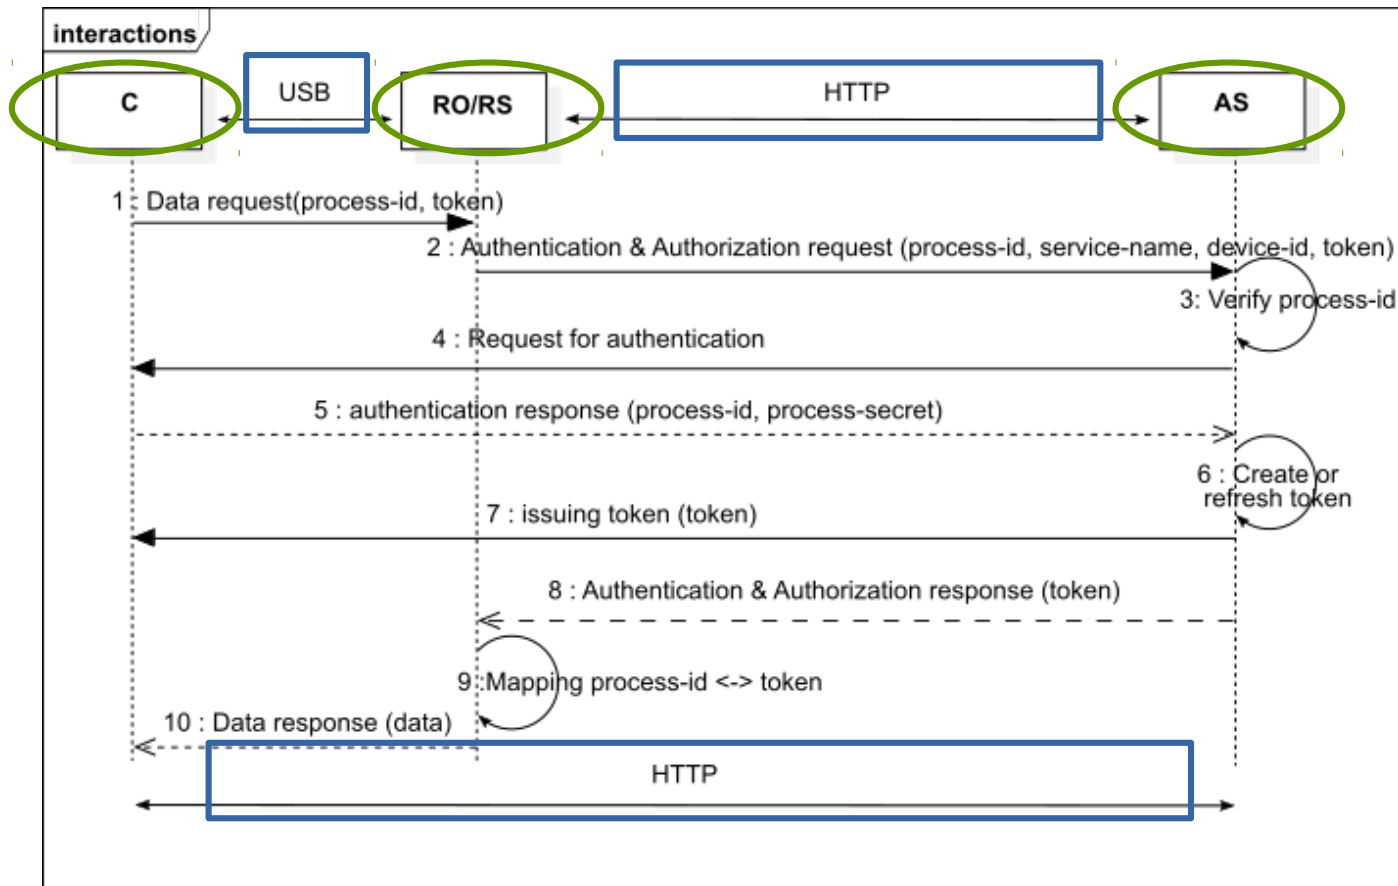 interactions
C
USB
RO/RS
HTTP
AS
1 : Data request(process-id, token)
2 : Authentication & Authorization request (process-id, service-name, device-id, token)
3: Verify process-id
4 : Request for authentication
5 : authentication response (process-id, process-secret)
6 : Create or
refresh token
7 : issuing token (token)
8 : Authentication & Authorization response (token)
9 :Mapping process-id <-> token
10 : Data response (data)
HTTP